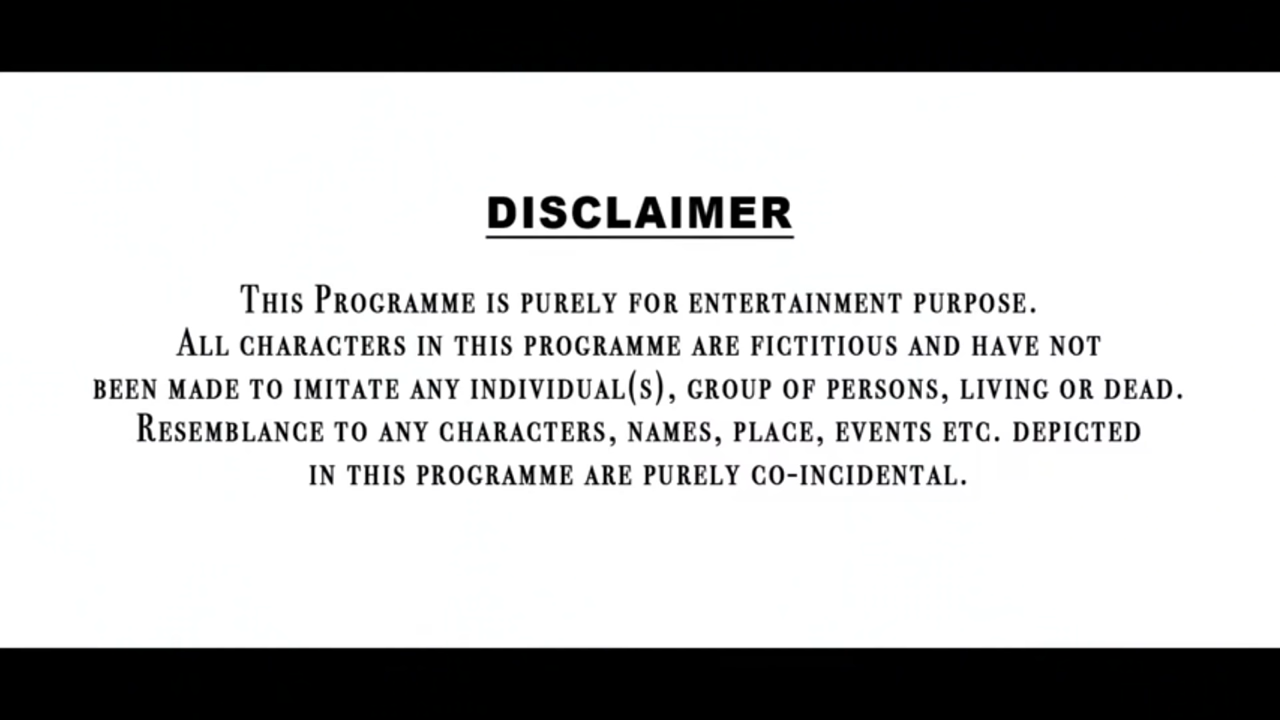 DISCLAIMER
This Programme is purely for entertainment purpose.
All characters in this programme are fictitious and have not
been made to imitate any individual(s), group of persons, living or dead.
Resemblance to any characters, names, place, events etc. depicted
in this programme are purely co-incidental.